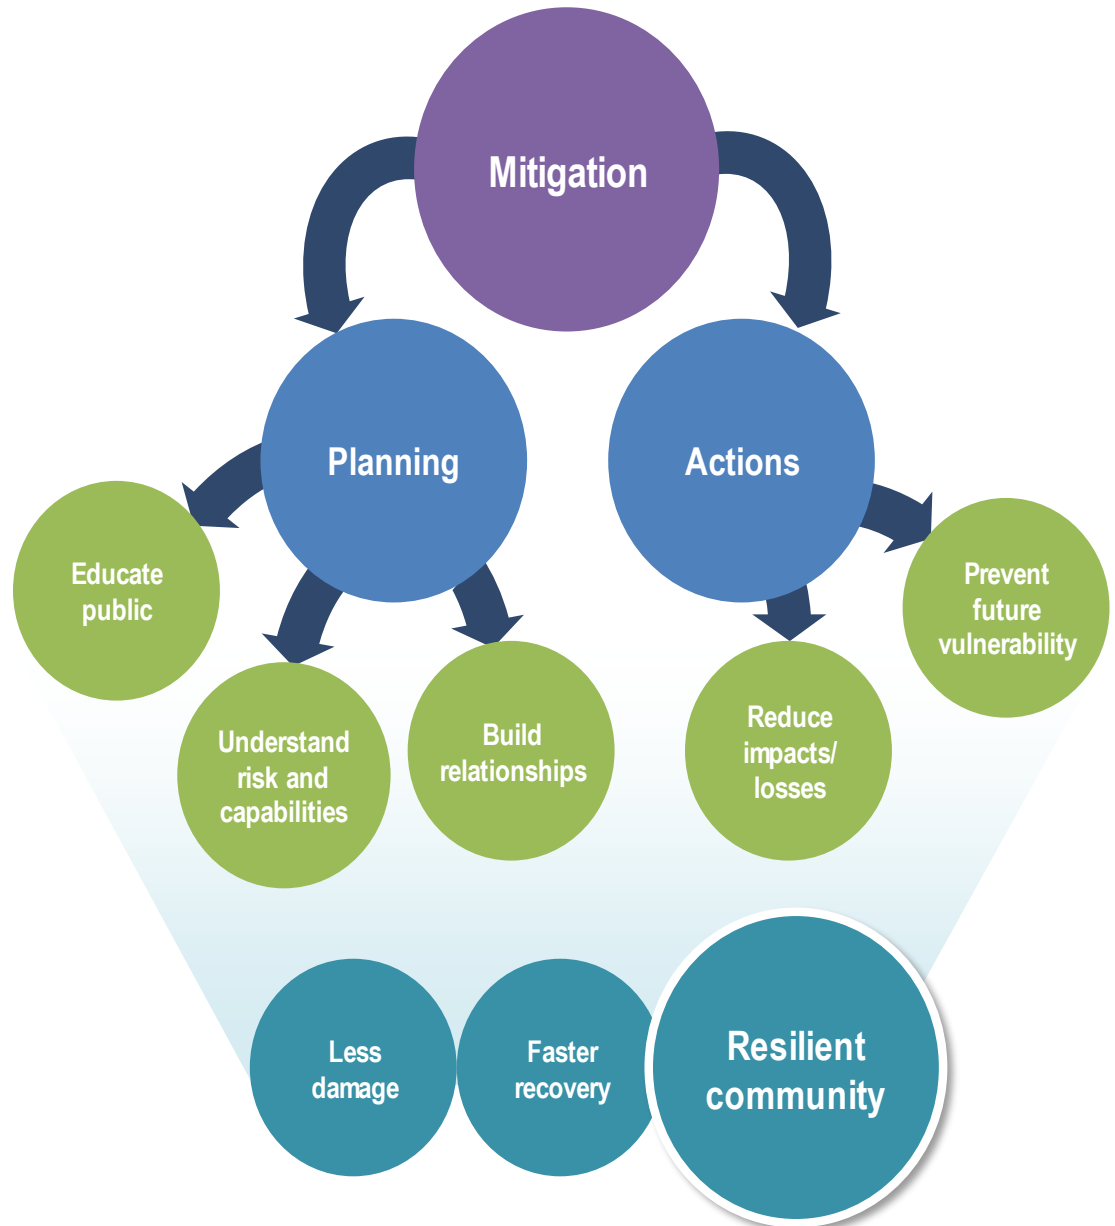 Mitigation
Planning
Actions
Educate
public
Understand
risk and
capabilities
Build
relationships
Reduce
impacts/
losses
Prevent
future
vulnerability
Less
damage
Faster
recovery
Resilient
community